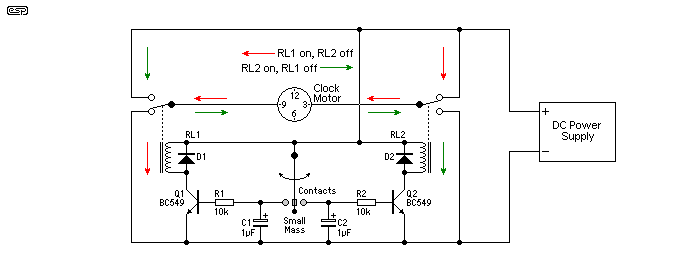 esp
RL1 on, RL2 off
RL2 on, RL1 off
Clock
Motor
12
9
3
6
+
DC Power
Supply
−
RL1
RL2
D1
D2
Q1
BC549
R1
10k
Contacts
R2
10k
Q2
BC549
+
C1
1µF
Small
Mass
+
C2
1µF